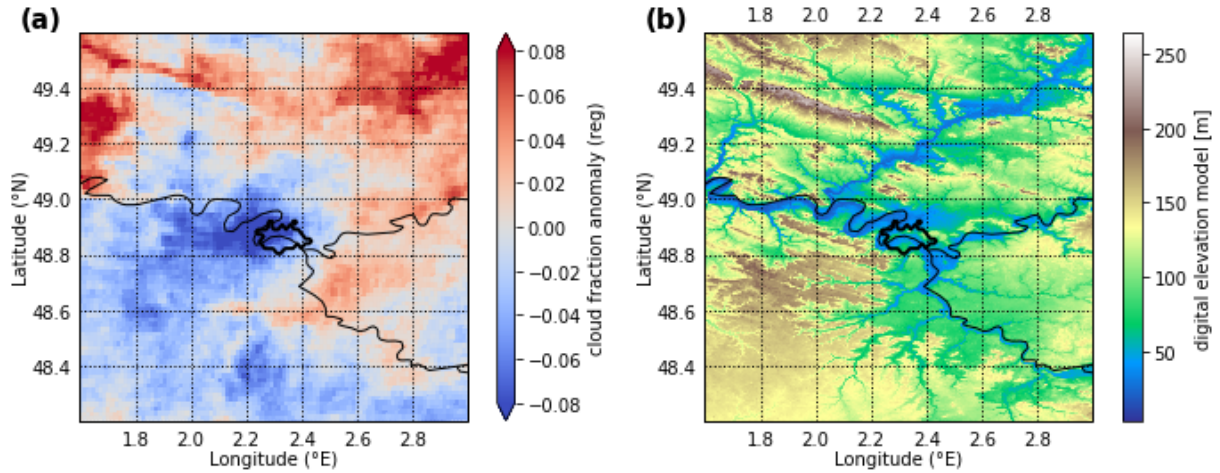 (a)
(b)
1.8 2.0 2.2 2.4 2.6 2.8
49.4
49.2
49.0
48.8
48.6
48.4
Latitude (°N)
1.8 2.0 2.2 2.4 2.6 2.8
Longitude (°E)
0.08
0.06
0.04
0.02
0.00
−0.02
−0.04
−0.06
−0.08
cloud fraction anomaly (reg)
49.4
49.2
49.0
48.8
48.6
48.4
Latitude (°N)
1.8 2.0 2.2 2.4 2.6 2.8
Longitude (°E)
250
200
150
100
50
digital elevation model [m]